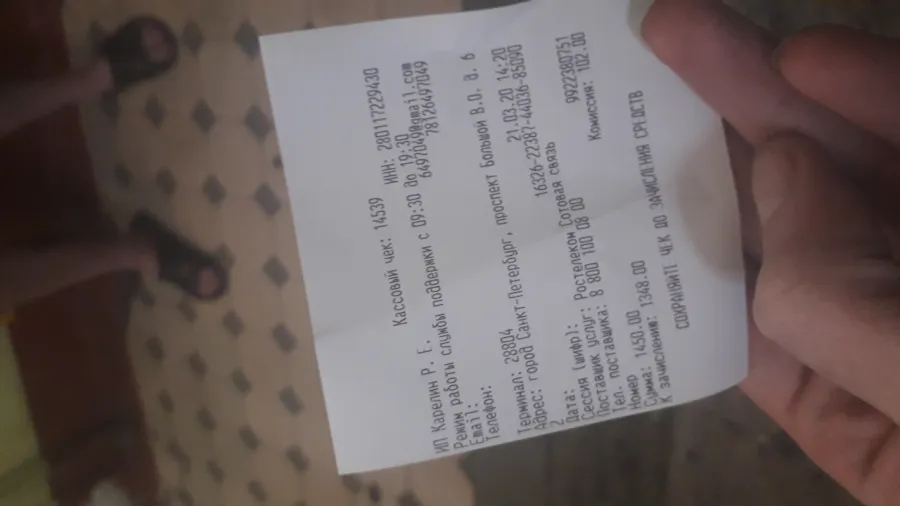 Кассовый чек: 14539
ИП Карелин Р. Е. ИНН: 280117229430
Режим работы службы поддержки с 09:30 до 19:30
Email: 6497049@gmail.com
Телефон: 78126497049
Терминал: 28804
Адрес: город Санкт-Петербург, проспект Большой В.О. д. 6
2
Дата: 21.03.20 14:20
Сессия (шифр): 16326-22387-44036-85090
Поставщик услуг: Ростелеком Сотовая связь
Тел. поставщика: 8 800 100 08 00
Номер 9922380751
Сумма: 1450.00 Комиссия: 102.00
К зачислению: 1348.00
СОХРАНЯЙТЕ ЧЕК ДО ЗАЧИСЛЕНИЯ СРЕДСТВ